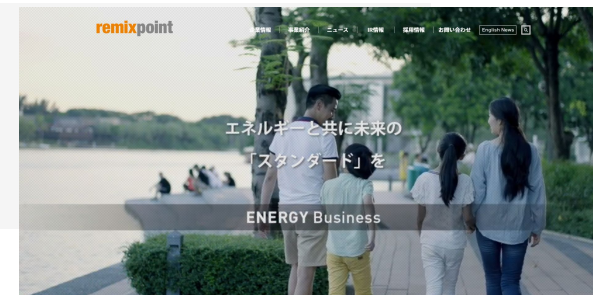 remixpoint
企業情報 事業紹介 ニュース IR情報 採用情報 お問い合わせ English News
エネルギーと共に未来の
「スタンダード」を
ENERGY Business